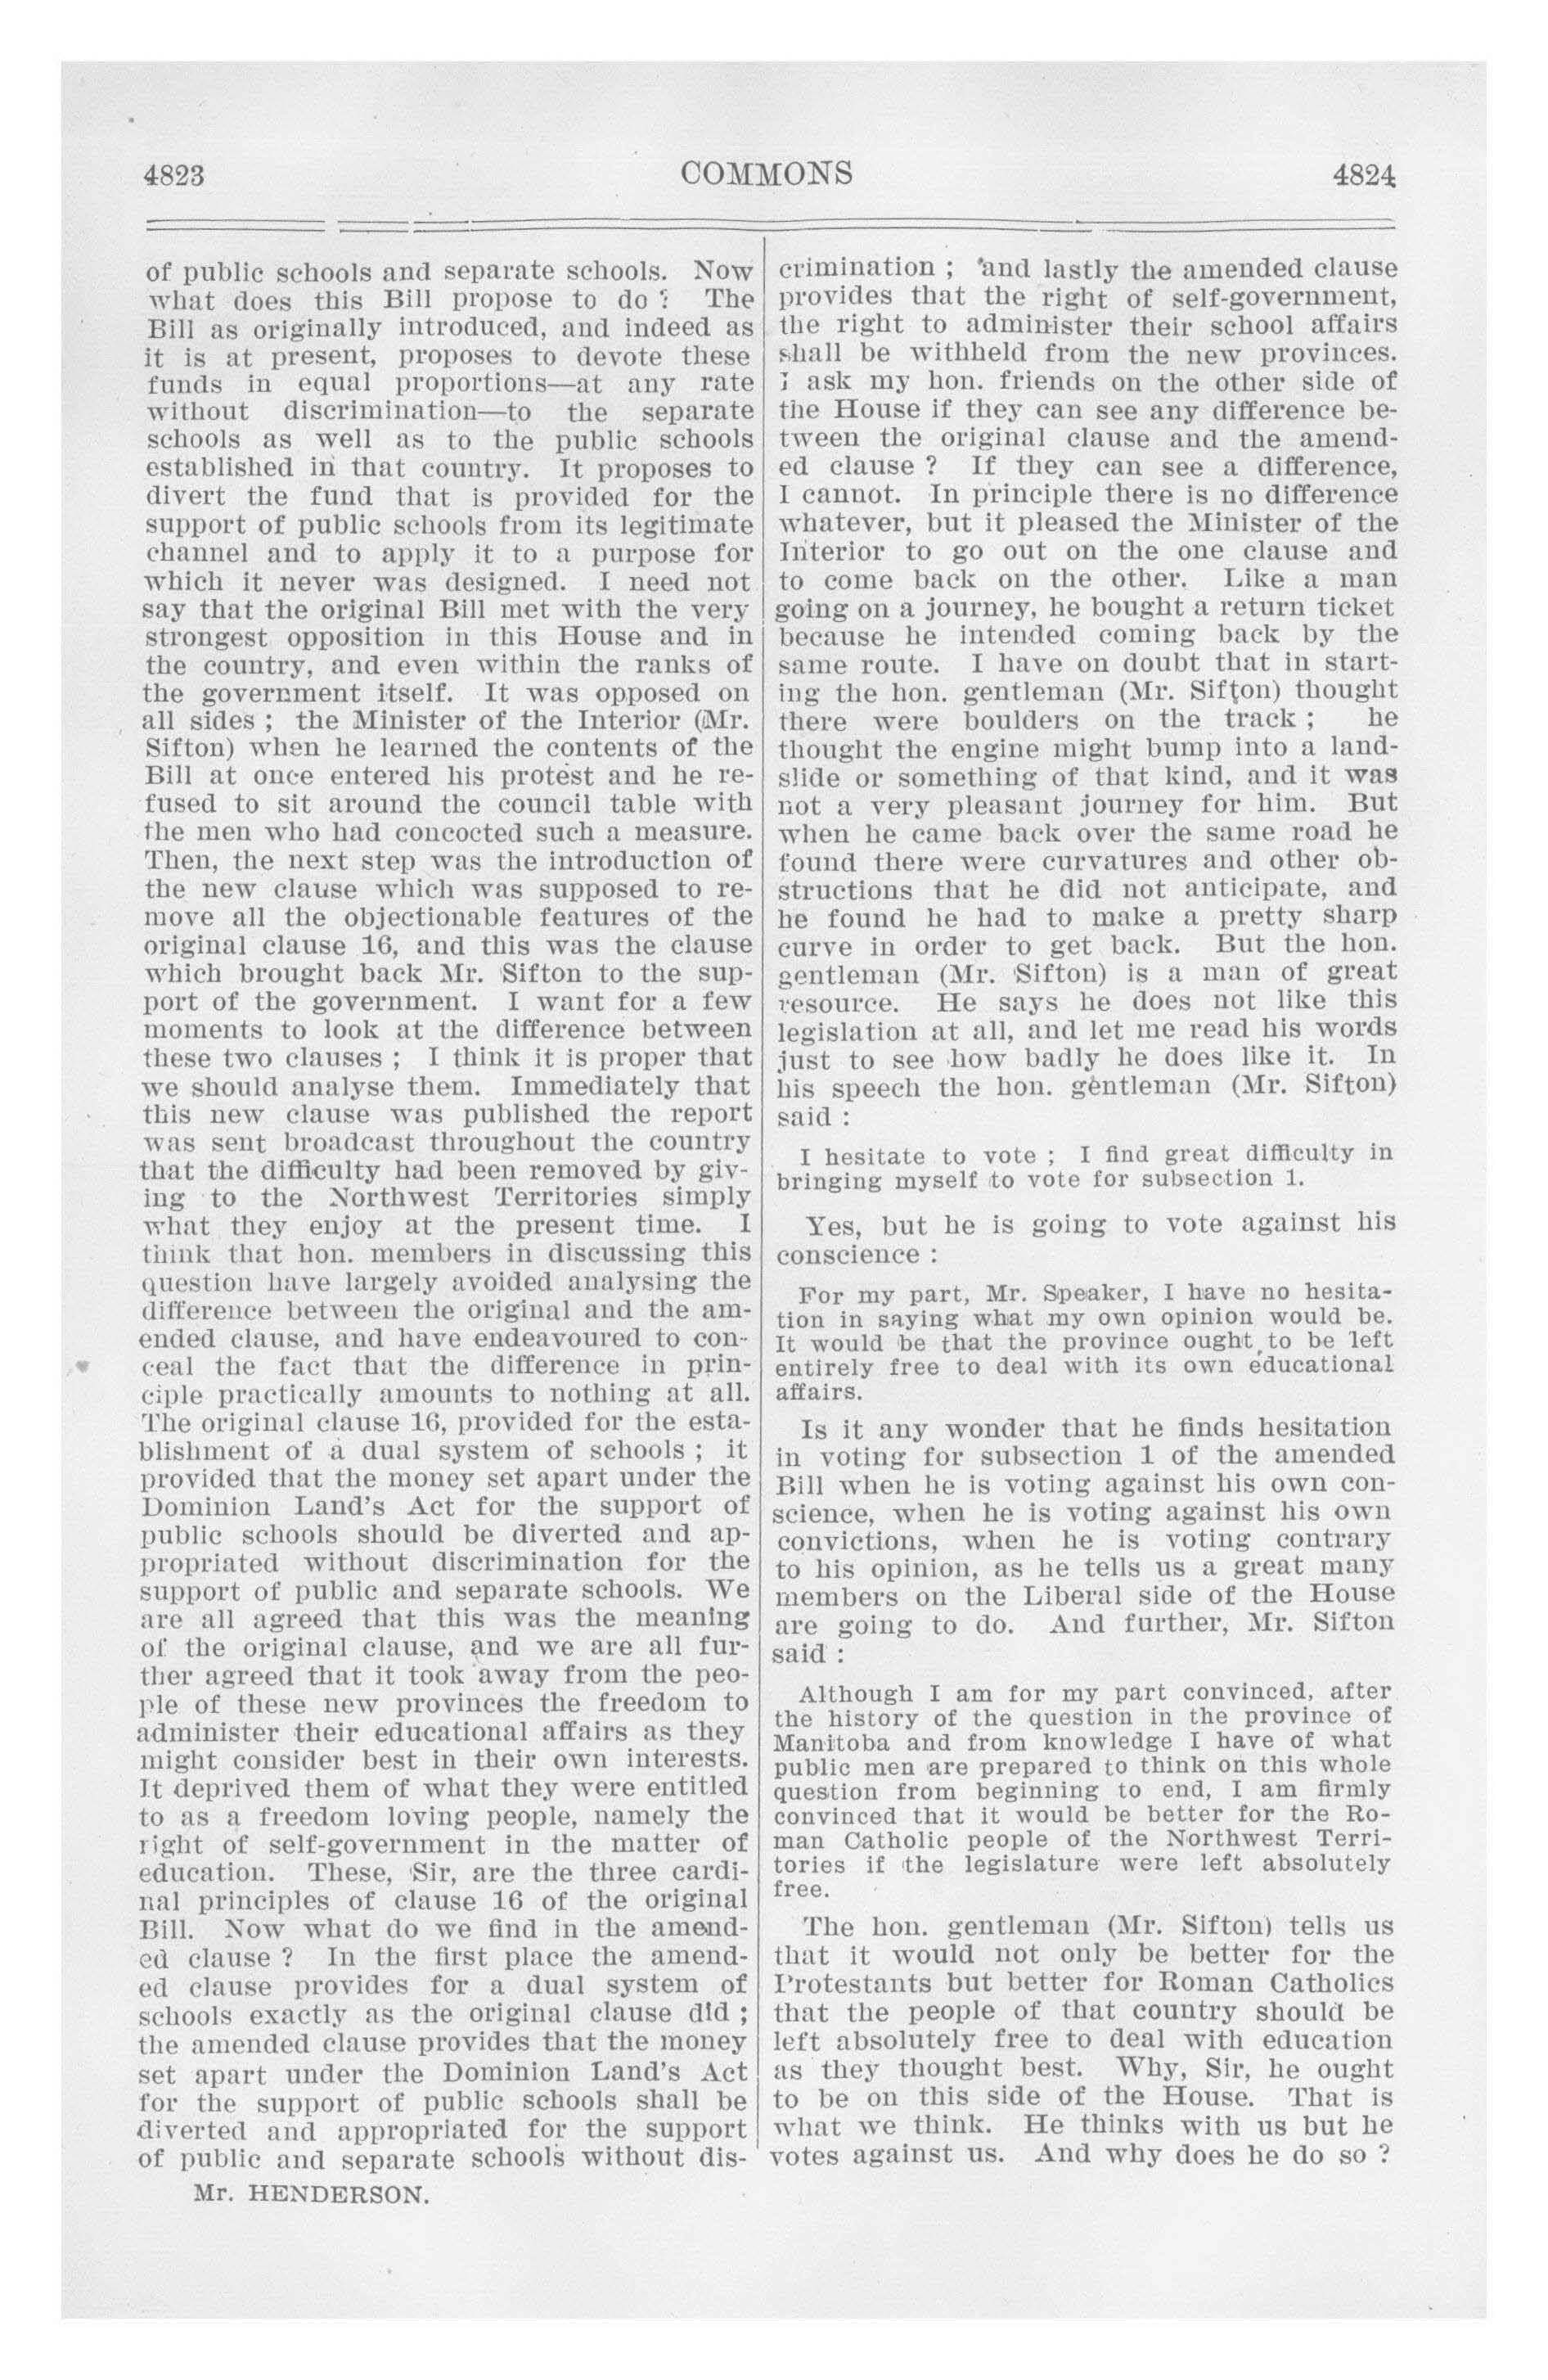 4823
COMMONS
4824
of public schools and separate schools. Now
what does this Bill propose to do ? The
Bill as originally introduced, and indeed as
it is at present, proposes to devote these
funds in equal proportions—at any rate
without discrimination—to the separate
schools as well as to the public schools
established in that country. It proposes to
divert the fund that is provided for the
support of public schools from its legitimate
channel and to apply it to a purpose for
which it never was designed. I need not
say that the original Bill met with the very
strongest opposition in this House and in
the country, and even within the ranks of
the government itself. It was opposed on
all sides ; the Minister of the Interior (Mr.
Sifton) when he learned the contents of the
Bill at once entered his protest and he re-
fused to sit around the council table with
the men who had concocted such a measure.
Then, the next step was the introduction of
the new clause which was supposed to re-
move all the objectionable features of the
original clause 16, and this was the clause
which brought back Mr. Sifton to the sup-
port of the government. I want for a few
moments to look at the difference between
these two clauses ; I think it is proper that
we should analyse them. Immediately that
this new clause was published the report
was sent broadcast throughout the country
that the difficulty had been removed by giv-
ing to the Northwest Territories simply
what they enjoy at the present time. I
think that hon. members in discussing this
question have largely avoided analysing the
difference between the original and the am-
ended clause, and have endeavoured to con-
ceal the fact that the difference in prin-
ciple practically amounts to nothing at all.
The original clause 16, provided for the esta-
blishment of a dual system of schools ; it
provided that the money set apart under the
Dominion Land's Act for the support of
public schools should be diverted and ap-
propriated without discrimination for the
support of public and separate schools. We
are all agreed that this was the meaning
of the original clause, and we are all fur-
ther agreed that it took away from the peo-
ple of these new provinces the freedom to
administer their educational affairs as they
might consider best in their own interests.
It deprived them of what they were entitled
to as a freedom loving people, namely the
right of self-government in the matter of
education. These, Sir, are the three cardi-
nal principles of clause 16 of the original
Bill. Now what do we find in the amend-
ed clause ? In the first place the amend-
ed clause provides for a dual system of
schools exactly as the original clause did ;
the amended clause provides that the money
set apart under the Dominion Land's Act
for the support of public schools shall be
diverted and appropriated for the support
of public and separate schools without dis-
Mr. HENDERSON.
crimination ; and lastly the amended clause
provides that the right of self-government,
the right to administer their school affairs
shall be withheld from the new provinces.
I ask my hon. friends on the other side of
the House if they can see any difference be-
tween the original clause and the amend-
ed clause ? If they can see a difference,
I cannot. In principle there is no difference
whatever, but it pleased the Minister of the
Interior to go out on the one clause and
to come back on the other. Like a man
going on a journey, he bought a return ticket
because he intended coming back by the
same route. I have on doubt that in start-
ing the hon. gentleman (Mr. Sifton) thought
there were boulders on the track ; he
thought the engine might bump into a land-
slide or something of that kind, and it was
not a very pleasant journey for him. But
when he came back over the same road he
found there were curvatures and other ob-
structions that he did not anticipate, and
he found he had to make a pretty sharp
curve in order to get back. But the hon.
gentleman (Mr. Sifton) is a man of great
resource. He says he does not like this
legislation at all, and let me read his words
just to see how badly he does like it. In
his speech the hon. gentleman (Mr. Sifton)
said :
I hesitate to vote ; I find great difficulty in
bringing myself to vote for subsection 1.
Yes, but he is going to vote against his
conscience :
For my part, Mr. Speaker, I have no hesita-
tion in saying what my own opinion would be.
It would be that the province ought to be left
entirely free to deal with its own educational
affairs.
Is it any wonder that he finds hesitation
in voting for subsection 1 of the amended
Bill when he is voting against his own con-
science, when he is voting against his own
convictions, when he is voting contrary
to his opinion, as he tells us a great many
members on the Liberal side of the House
are going to do. And further, Mr. Sifton
said :
Although I am for my part convinced, after
the history of the question in the province of
Manitoba and from knowledge I have of what
public men are prepared to think on this whole
question from beginning to end, I am firmly
convinced that it would be better for the Ro-
man Catholic people of the Northwest Terri-
tories if the legislature were left absolutely
free.
The hon. gentleman (Mr. Sifton) tells us
that it would not only be better for the
Protestants but better for Roman Catholics
that the people of that country should be
left absolutely free to deal with education
as they thought best. Why, Sir, he ought
to be on this side of the House. That is
what we think. He thinks with us but he
votes against us. And why does he do so ?